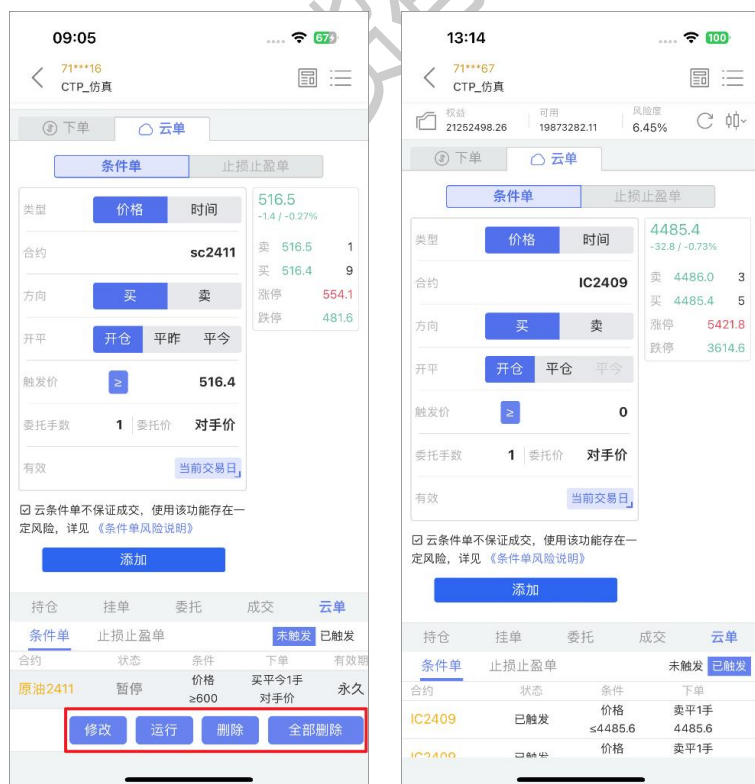 09:05
67
71***16
CTP_仿真
下单
云单
条件单
止损止盈单
类型
价格
时间
516.5
-1.4 / -0.27%
合约
sc2411
卖 516.5 1
买 516.4 9
方向
买
卖
涨停 554.1
跌停 481.6
开平
开仓
平昨
平今
触发价
≥
516.4
委托手数
1
委托价
对手价
有效
当前交易日
云条件单不保证成交，使用该功能存在一
定风险，详见《条件单风险说明》
添加
持仓 挂单 委托 成交 云单
条件单 止损止盈单 未触发 已触发
合约 状态 条件 下单 有效期
原油2411 暂停 价格 买平今1手 永久
≥600 对手价
修改 运行 删除 全部删除
13:14
100
71***67
CTP_仿真
权益 可用 风险度
21252498.26 19873282.11 6.45%
下单
云单
条件单
止损止盈单
类型
价格
时间
4485.4
-32.8 / -0.73%
合约
IC2409
卖 4486.0 3
买 4485.4 5
方向
买
卖
涨停 5421.8
跌停 3614.6
开平
开仓
平仓
平今
触发价
≥
0
委托手数
1
委托价
对手价
有效
当前交易日
云条件单不保证成交，使用该功能存在一
定风险，详见《条件单风险说明》
添加
持仓 挂单 委托 成交 云单
条件单 止损止盈单 未触发 已触发
合约 状态 条件 下单
IC2409 已触发 价格 卖平1手
≤4485.6 4485.6
IC2409 已触发 价格 卖平1手